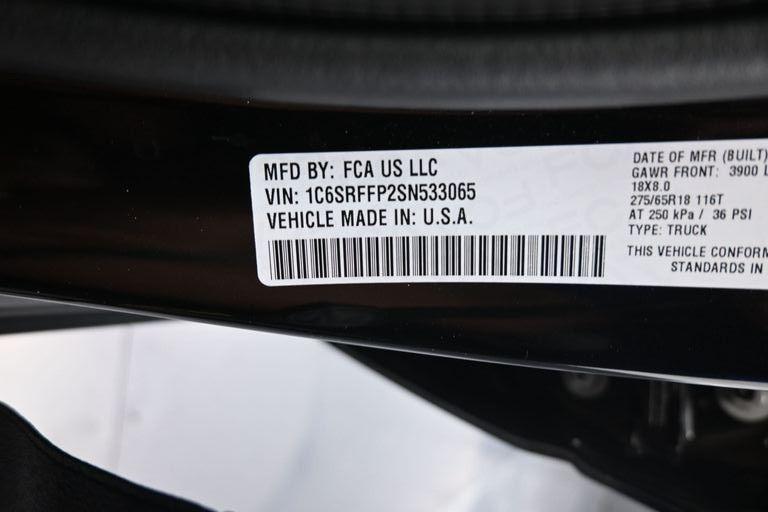 MFD BY: FCA US LLC
VIN: 1C6SRFFP2SN533065
VEHICLE MADE IN: U.S.A.
DATE OF MFR (BUILT)
GAWR FRONT: 3900 L
18X8.0
275/65R18 116T
AT 250 kPa / 36 PSI
TYPE: TRUCK
THIS VEHICLE CONFORM
STANDARDS IN